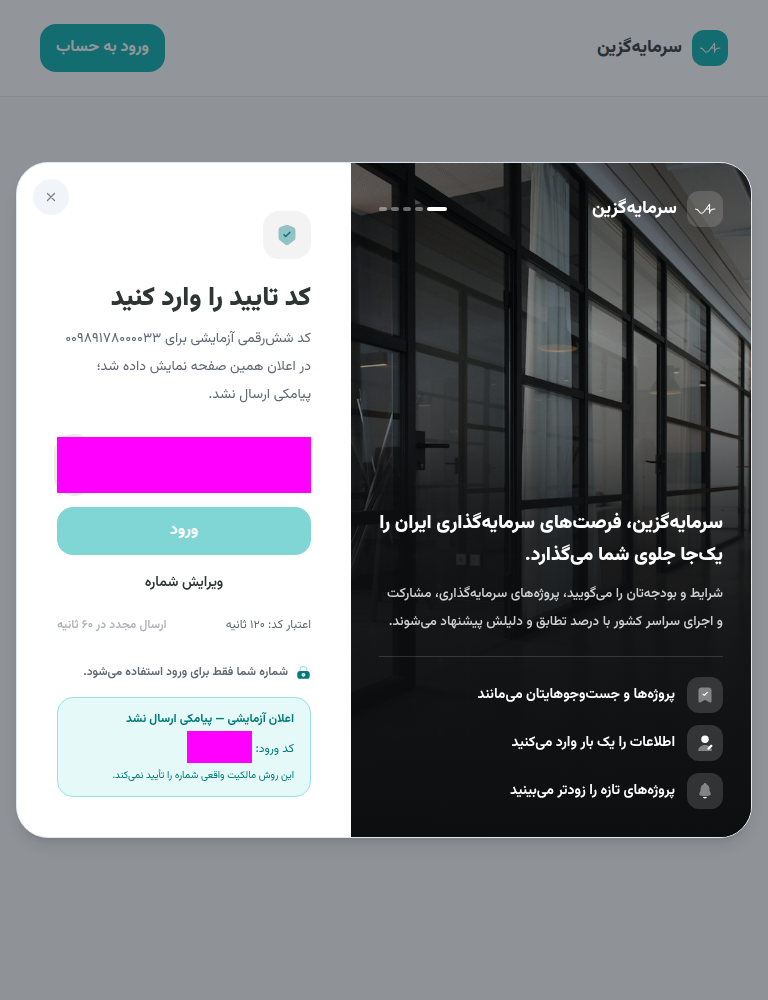 سرمایه‌گزین
ورود به حساب
سرمایه‌گزین
سرمایه‌گزین، فرصت‌های سرمایه‌گذاری ایران را
یک‌جا جلوی شما می‌گذارد.
شرایط و بودجه‌تان را می‌گویید، پروژه‌های سرمایه‌گذاری، مشارکت
و اجرای سراسر کشور با درصد تطابق و دلیلش پیشنهاد می‌شوند.
پروژه‌ها و جست‌وجوهایتان می‌مانند
اطلاعات را یک بار وارد می‌کنید
پروژه‌های تازه را زودتر می‌بینید
کد تایید را وارد کنید
کد شش‌رقمی آزمایشی برای ۰۰۹۸۹۱۷۸۰۰۰۰۳۳
در اعلان همین صفحه نمایش داده شد؛
پیامکی ارسال نشد.
ورود
ویرایش شماره
اعتبار کد: ۱۲۰ ثانیه
ارسال مجدد در ۶۰ ثانیه
شماره شما فقط برای ورود استفاده می‌شود.
اعلان آزمایشی — پیامکی ارسال نشد
کد ورود:
این روش مالکیت واقعی شماره را تأیید نمی‌کند.